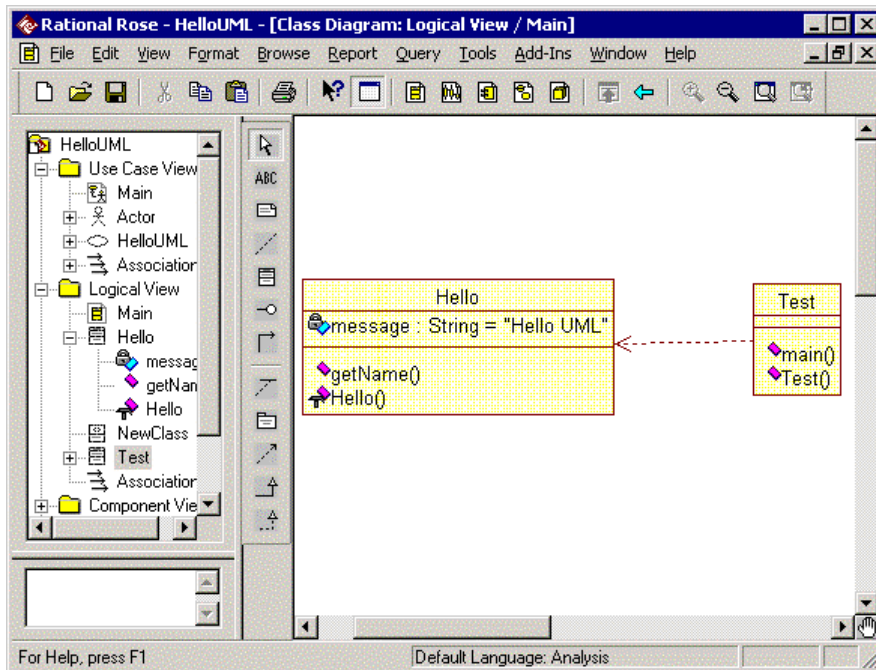 Rational Rose - HelloUML - [Class Diagram: Logical View / Main]
File Edit View Format Browse Report Query Tools Add-Ins Window Help
HelloUML
Use Case View
Main
Actor
HelloUML
Association
Logical View
Main
Hello
messag
getNam
Hello
NewClass
Test
Association
Component Vie
ABC
Hello
message : String = "Hello UML"
getName()
Hello()
Test
main()
Test()
For Help, press F1
Default Language: Analysis